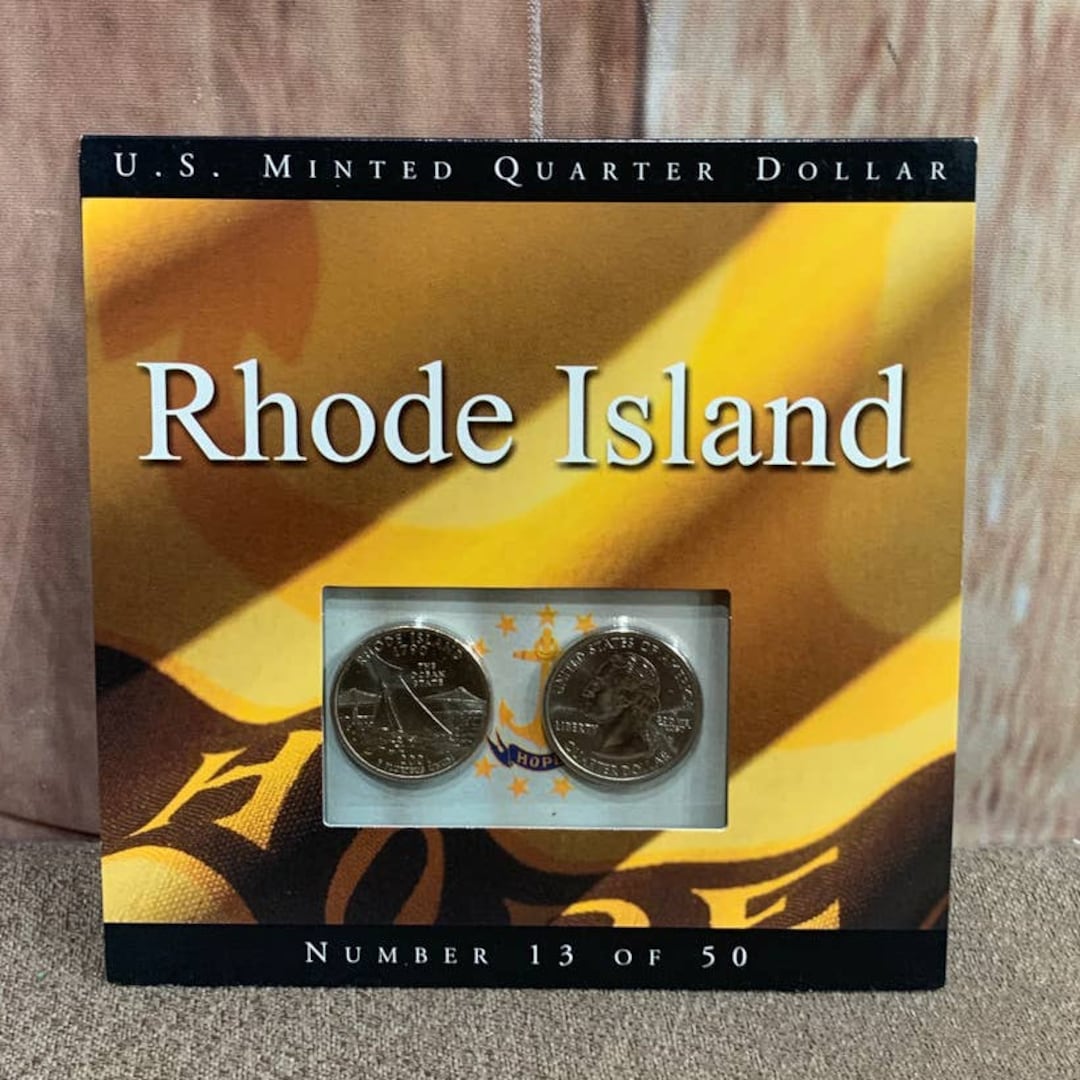 U.S. MINTED QUARTER DOLLAR
Rhode Island
RHODE ISLAND
1790
THE
OCEAN
STATE
UNITED STATES OF
LIBERTY
QUARTER DOLLAR
HOPE
HOPE
NUMBER 13 OF 50